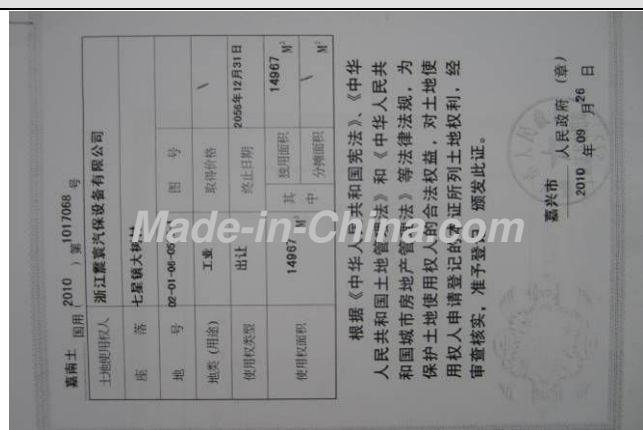 嘉南土 国用( 2010 ) 第 1017068 号
土地使用权人 浙江震寰汽保设备有限公司
座 落 七星镇大树村
地 号 02-01-06-05 图 号
地类(用途) 工业 取得价格 \
使用权类型 出让 终止日期 2056年12月31日
使用权面积 14967 M² 其中 独用面积 14967 M²
分摊面积 \ M²
根据《中华人民共和国宪法》、《中华
人民共和国土地管理法》和《中华人民共
和国城市房地产管理法》等法律法规,为
保护土地使用权人的合法权益,对土地使
用权人申请登记的本证所列土地权利,经
审查核实,准予登记,颁发此证。
嘉兴市 人民政府 (章)
2010 年 09 月 26 日
Made-in-China.com